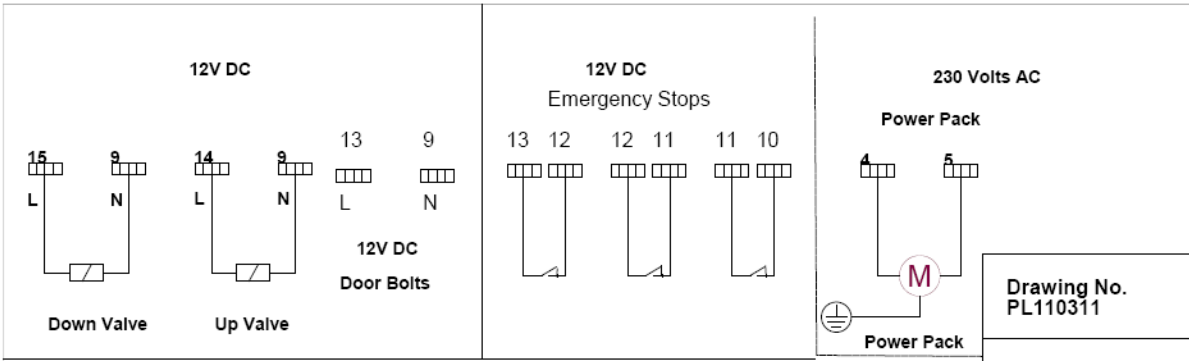 12V DC
15 9 14 9
L N L N
13 9
L N
12V DC
Door Bolts
Down Valve Up Valve
12V DC
Emergency Stops
13 12 12 11 11 10
230 Volts AC
Power Pack
4 5
M
Power Pack
Drawing No.
PL110311